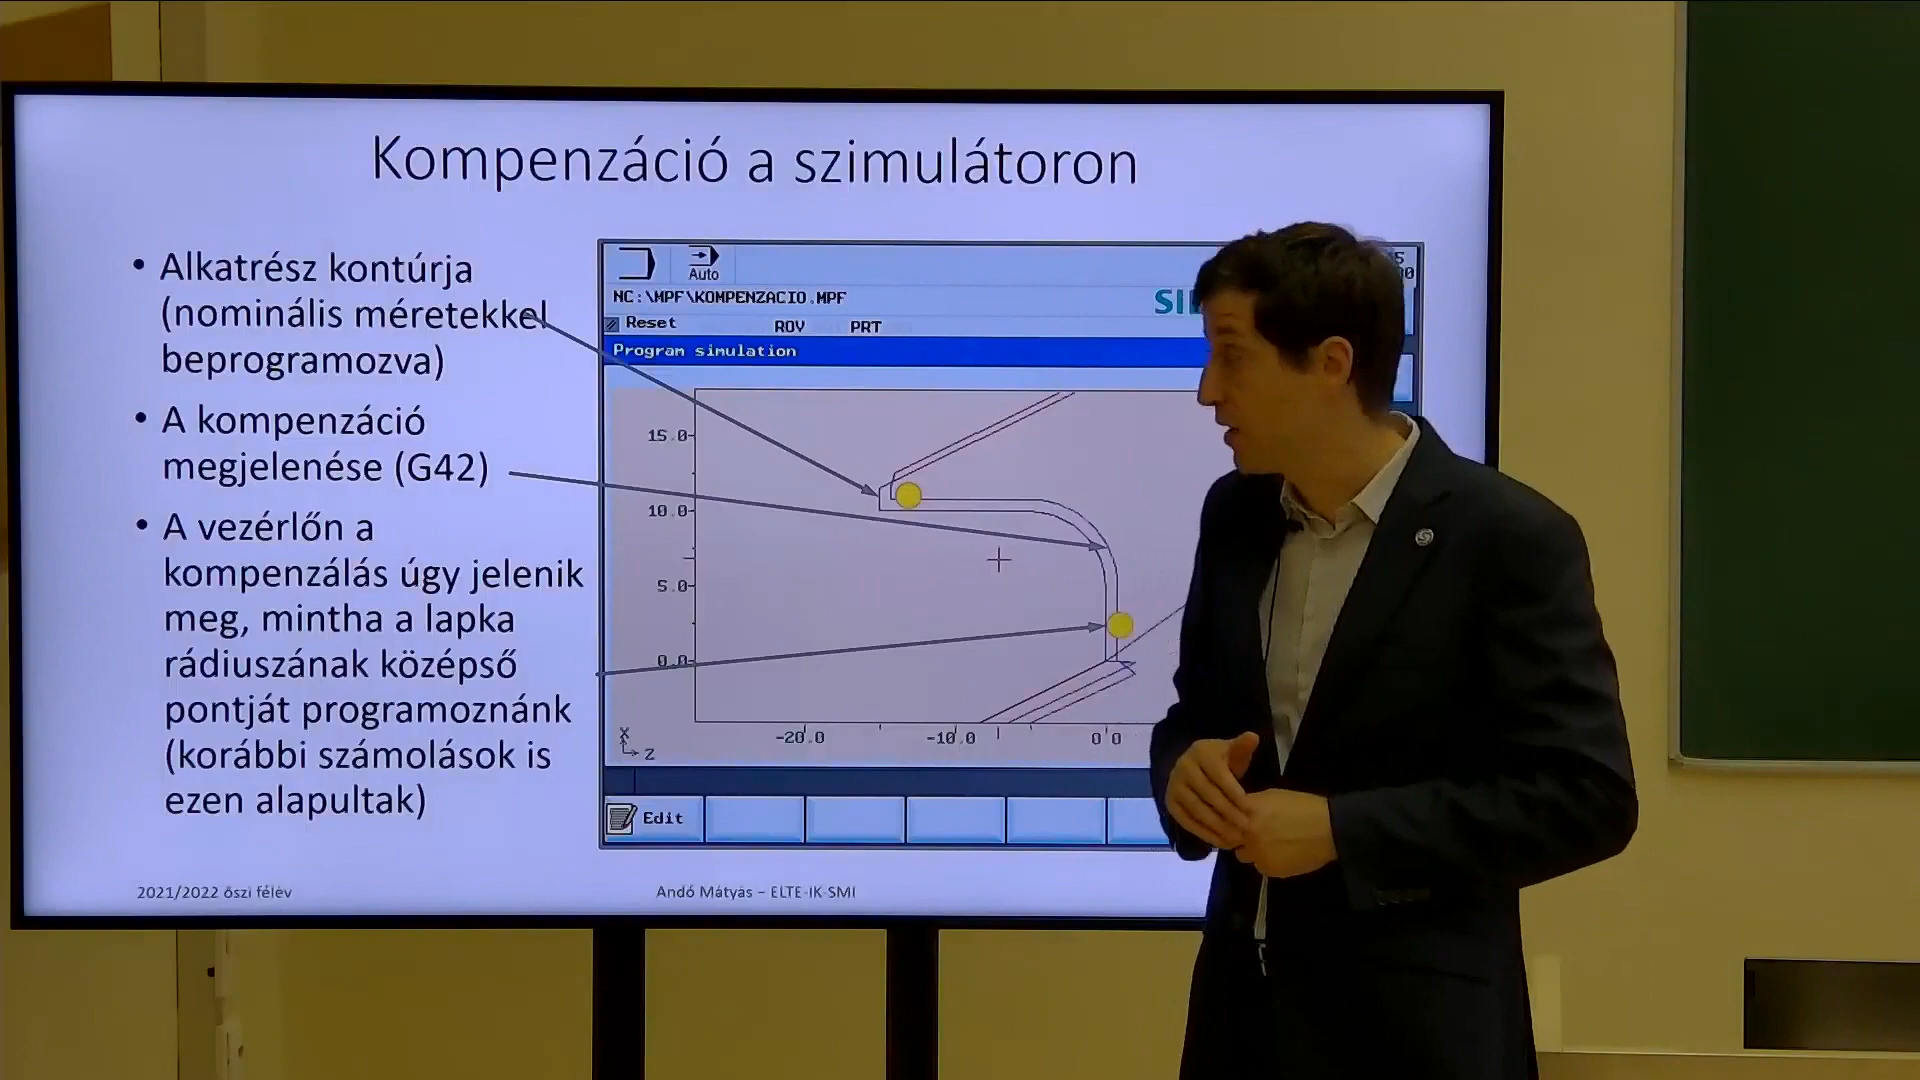 Kompenzáció a szimulátoron
• Alkatrész kontúrja
(nominális méretekkel
beprogramozva)
• A kompenzáció
megjelenése (G42)
• A vezérlőn a
kompenzálás úgy jelenik
meg, mintha a lapka
rádiuszának középső
pontját programoznánk
(korábbi számolások is
ezen alapultak)
Auto
NC:\MPF\KOMPENZACIO.MPF
Reset ROV PRT
Program simulation
15.0
10.0
5.0
0.0
X
Z
-20.0 -10.0 0.0
Edit
2021/2022 őszi félév Andó Mátyás – ELTE-IK-SMI